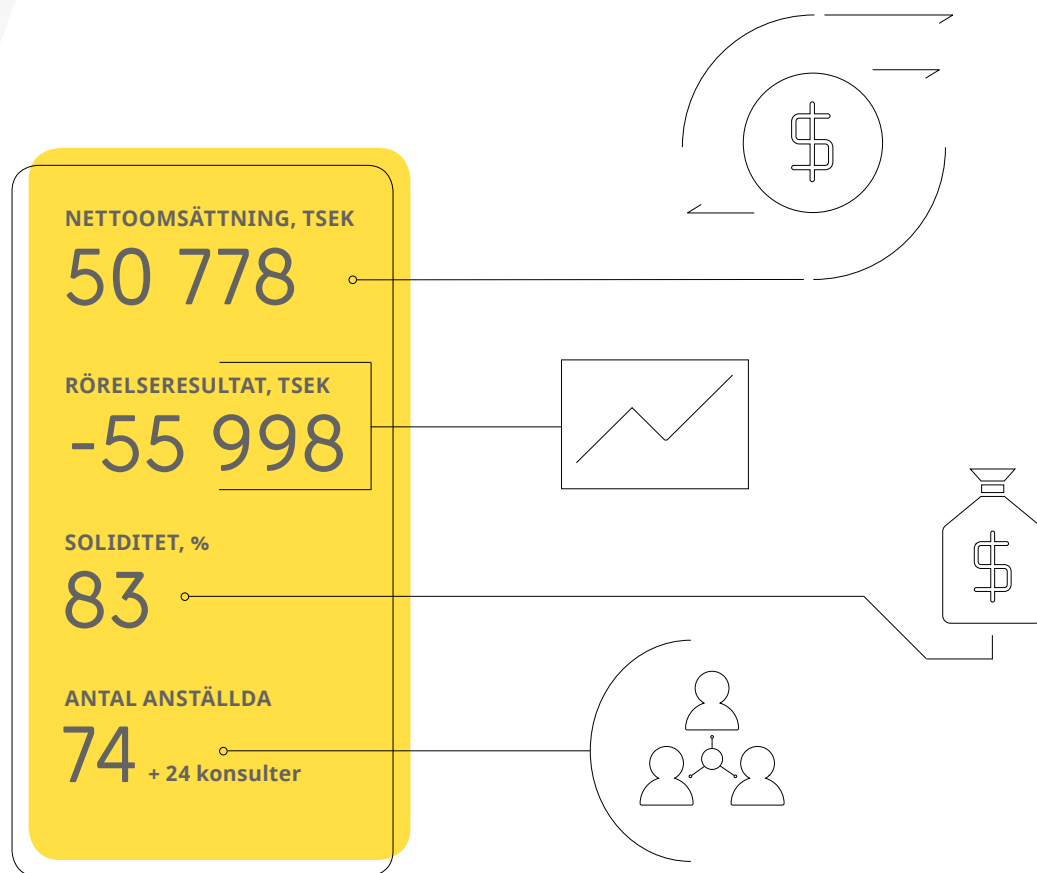 NETTOOMSÄTTNING, TSEK
50 778
RÖRELSERESULTAT, TSEK
-55 998
SOLIDITET, %
83
ANTAL ANSTÄLLDA
74 + 24 konsulter